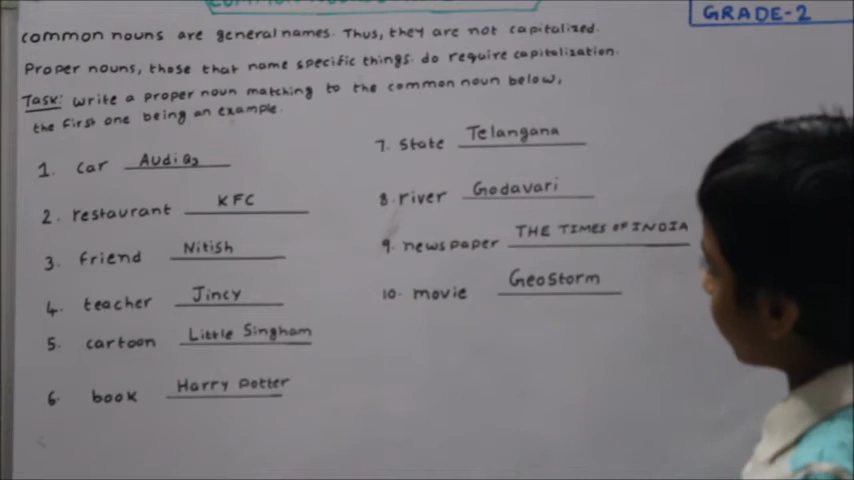 GRADE-2
common nouns are general names. Thus, they are not capitalized.
Proper nouns, those that name specific things do require capitalization.
Task: write a proper noun matching to the common noun below,
the first one being an example.
1. car Audi Q3
2. restaurant KFC
3. friend Nitish
4. teacher Jincy
5. cartoon Little Singham
6. book Harry Potter
7. state Telangana
8. river Godavari
9. newspaper THE TIMES OF INDIA
10. movie Geostorm